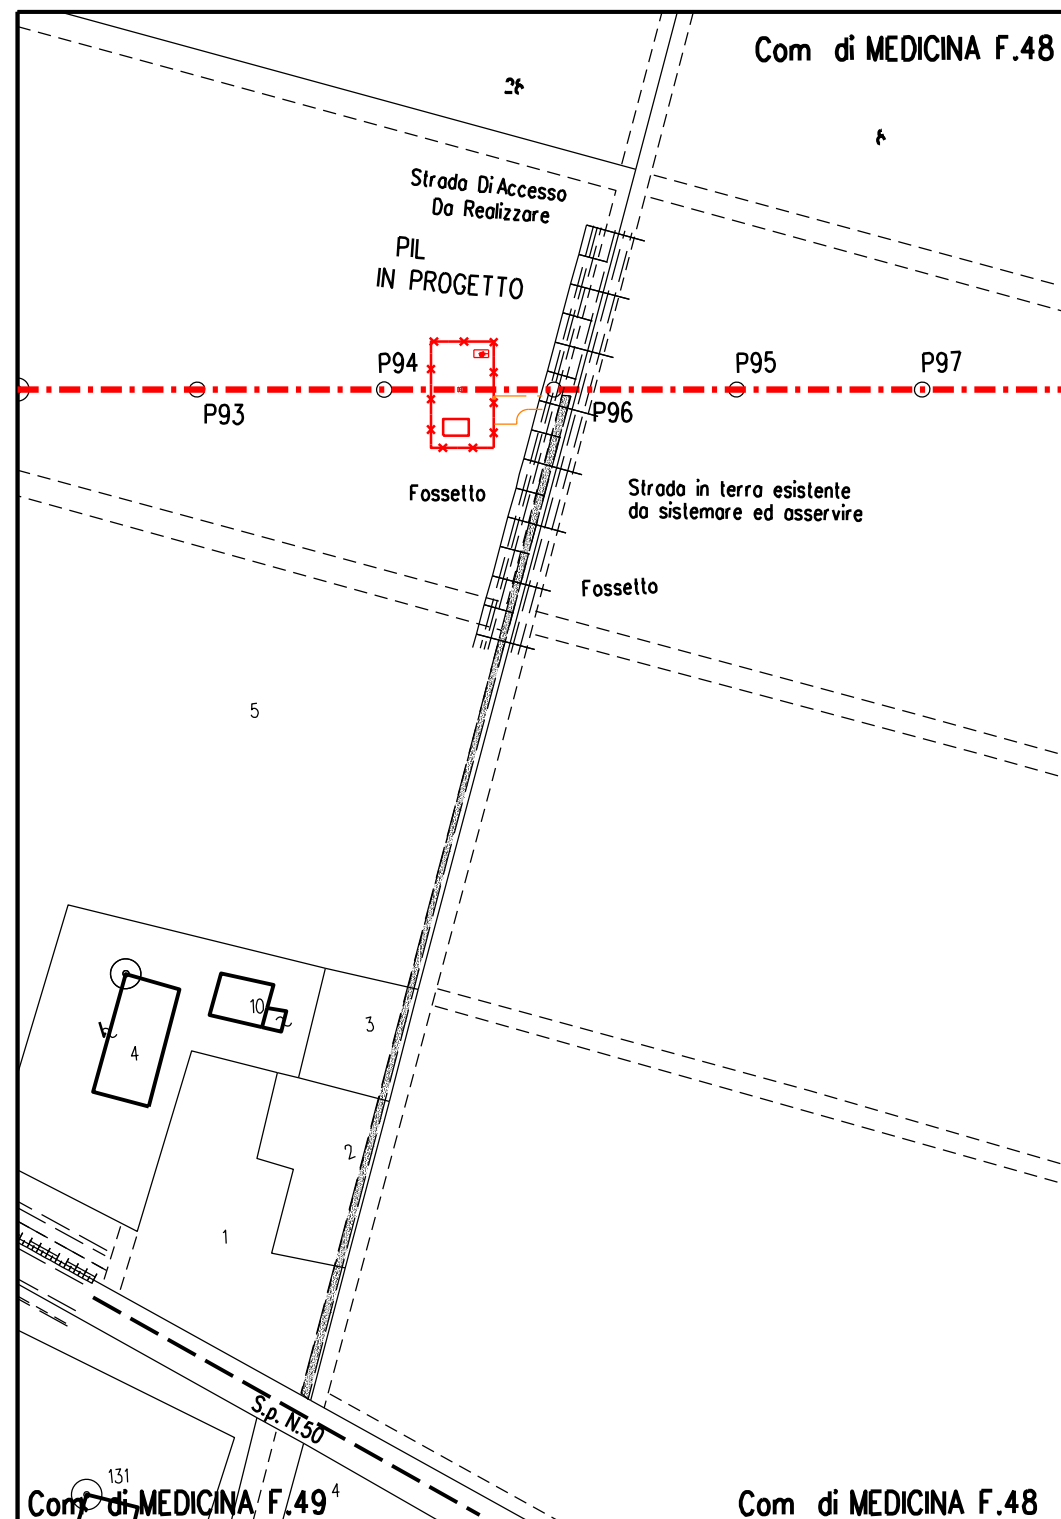 Com di MEDICINA F.48
Strada Di Accesso
Da Realizzare
PIL
IN PROGETTO
P94
P95
P97
P93
P96
Fossetto
Strada in terra esistente
da sistemare ed asservire
Fossetto
5
10
3
4
2
1
S.p. N.50
131
4
Com di MEDICINA F.49
Com di MEDICINA F.48